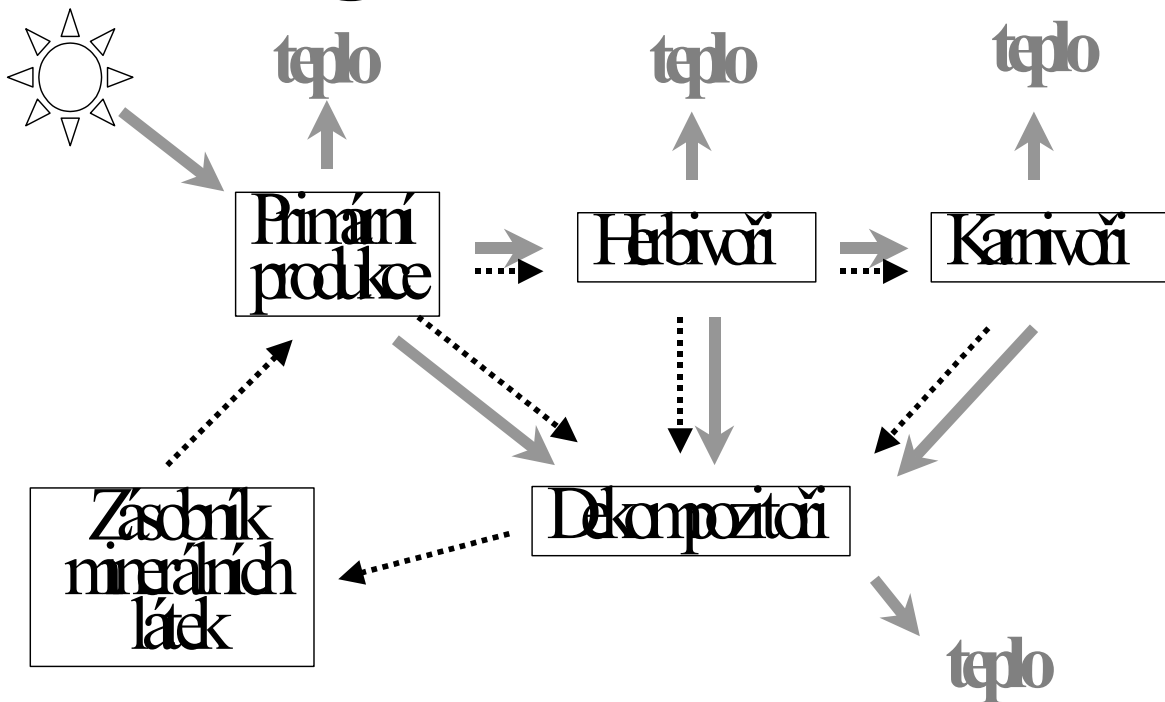 teplo
teplo
teplo
Primární
produkce
Herbivoři
Karnivoři
Zásobník
minerálních
látek
Dekompozitoři
teplo